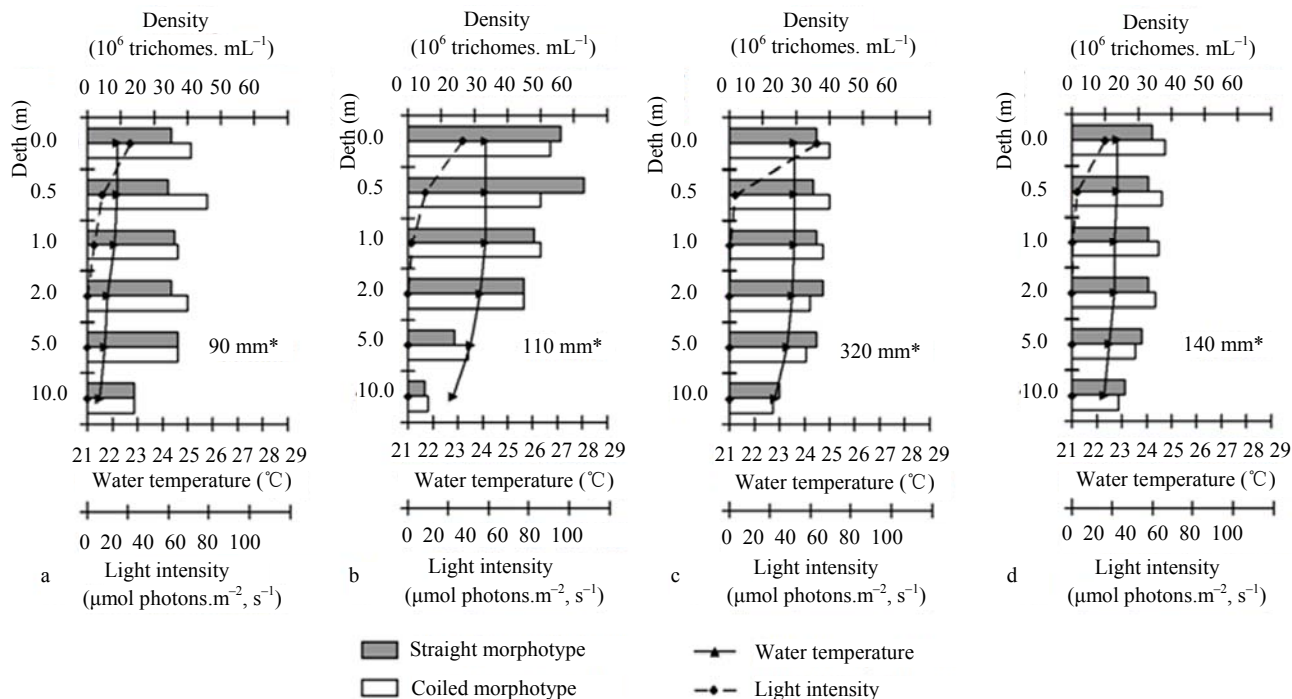 Density
(10⁶ trichomes. mL⁻¹)
0 10 20 30 40 50 60
Deth (m)
0.0
0.5
1.0
2.0
5.0
10.0
90 mm*
21 22 23 24 26 27 28 29
Water temperature (℃)
0 20 40 60 80 100
a
Light intensity
(μmol photons.m⁻², s⁻¹)
Density
(10⁶ trichomes. mL⁻¹)
0 10 20 30 40 50 60
Deth (m)
0.0
0.5
1.0
2.0
5.0
10.0
110 mm*
21 22 23 24 26 27 28 29
Water temperature (℃)
0 20 40 60 80 100
b
Light intensity
(μmol photons.m⁻², s⁻¹)
Density
(10⁶ trichomes. mL⁻¹)
0 10 20 30 40 50 60
Deth (m)
0.0
0.5
1.0
2.0
5.0
10.0
320 mm*
21 22 23 24 26 27 28 29
Water temperature (℃)
0 20 40 60 80 100
c
Light intensity
(μmol photons.m⁻², s⁻¹)
Density
(10⁶ trichomes. mL⁻¹)
0 10 20 30 40 50 60
Deth (m)
0.0
0.5
1.0
2.0
5.0
10.0
140 mm*
21 22 23 24 26 27 28 29
Water temperature (℃)
0 20 40 60 80 100
d
Light intensity
(μmol photons.m⁻², s⁻¹)
Straight morphotype
Water temperature
Coiled morphotype
Light intensity